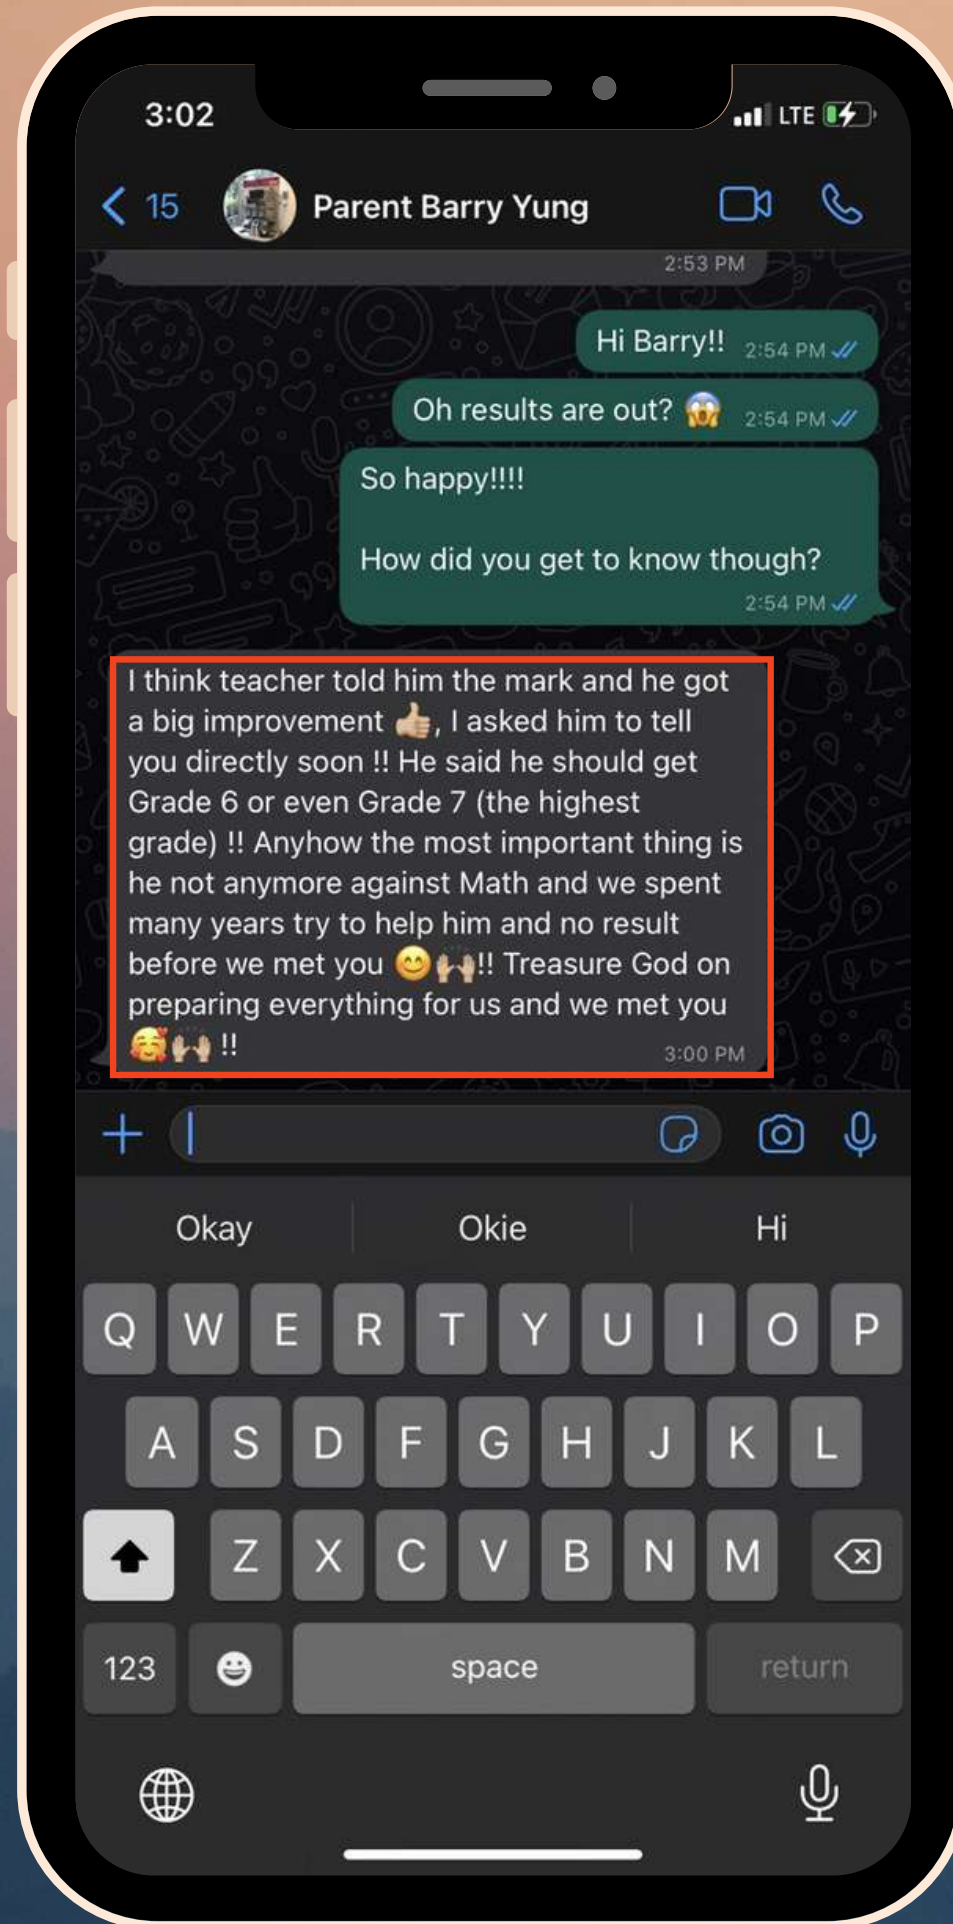 3:02 LTE
15 Parent Barry Yung
2:53 PM
Hi Barry!! 2:54 PM
Oh results are out? 😱 2:54 PM
So happy!!!!
How did you get to know though?
2:54 PM
I think teacher told him the mark and he got
a big improvement 👍🏼, I asked him to tell
you directly soon !! He said he should get
Grade 6 or even Grade 7 (the highest
grade) !! Anyhow the most important thing is
he not anymore against Math and we spent
many years try to help him and no result
before we met you 😊🙌🏼!! Treasure God on
preparing everything for us and we met you
🥰🙌🏼 !!
3:00 PM
Okay Okie Hi
Q W E R T Y U I O P
A S D F G H J K L
Z X C V B N M
123 space return